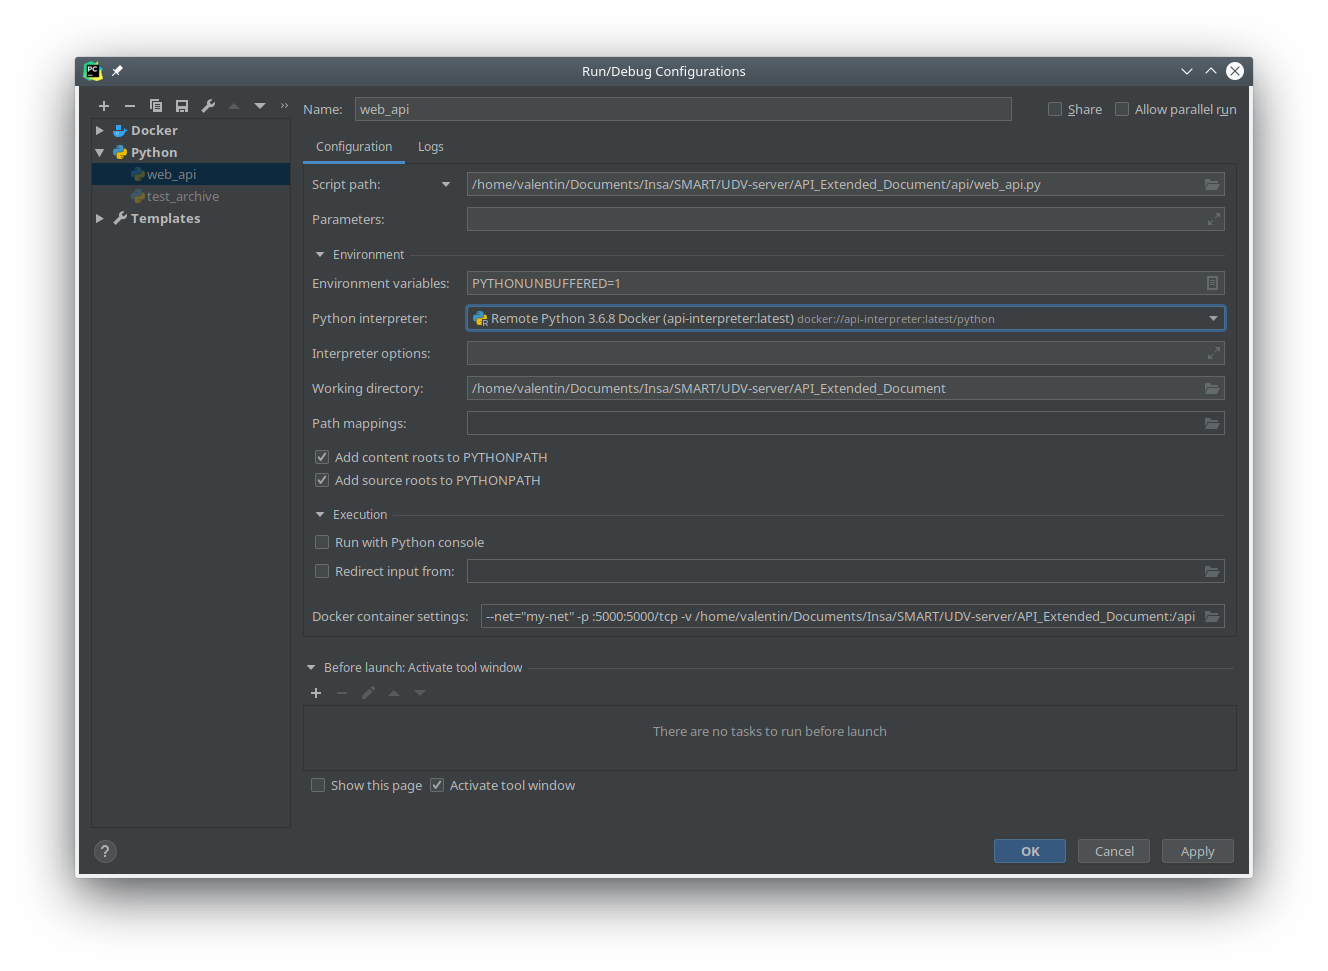 Run/Debug Configurations
Name: web_api Share Allow parallel run
Docker
Python
web_api
test_archive
Templates
Configuration Logs
Script path: /home/valentin/Documents/Insa/SMART/UDV-server/API_Extended_Document/api/web_api.py
Parameters:
Environment
Environment variables: PYTHONUNBUFFERED=1
Python interpreter: Remote Python 3.6.8 Docker (api-interpreter:latest) docker://api-interpreter:latest/python
Interpreter options:
Working directory: /home/valentin/Documents/Insa/SMART/UDV-server/API_Extended_Document
Path mappings:
Add content roots to PYTHONPATH
Add source roots to PYTHONPATH
Execution
Run with Python console
Redirect input from:
Docker container settings: --net="my-net" -p :5000:5000/tcp -v /home/valentin/Documents/Insa/SMART/UDV-server/API_Extended_Document:/api
Before launch: Activate tool window
There are no tasks to run before launch
Show this page Activate tool window
? OK Cancel Apply